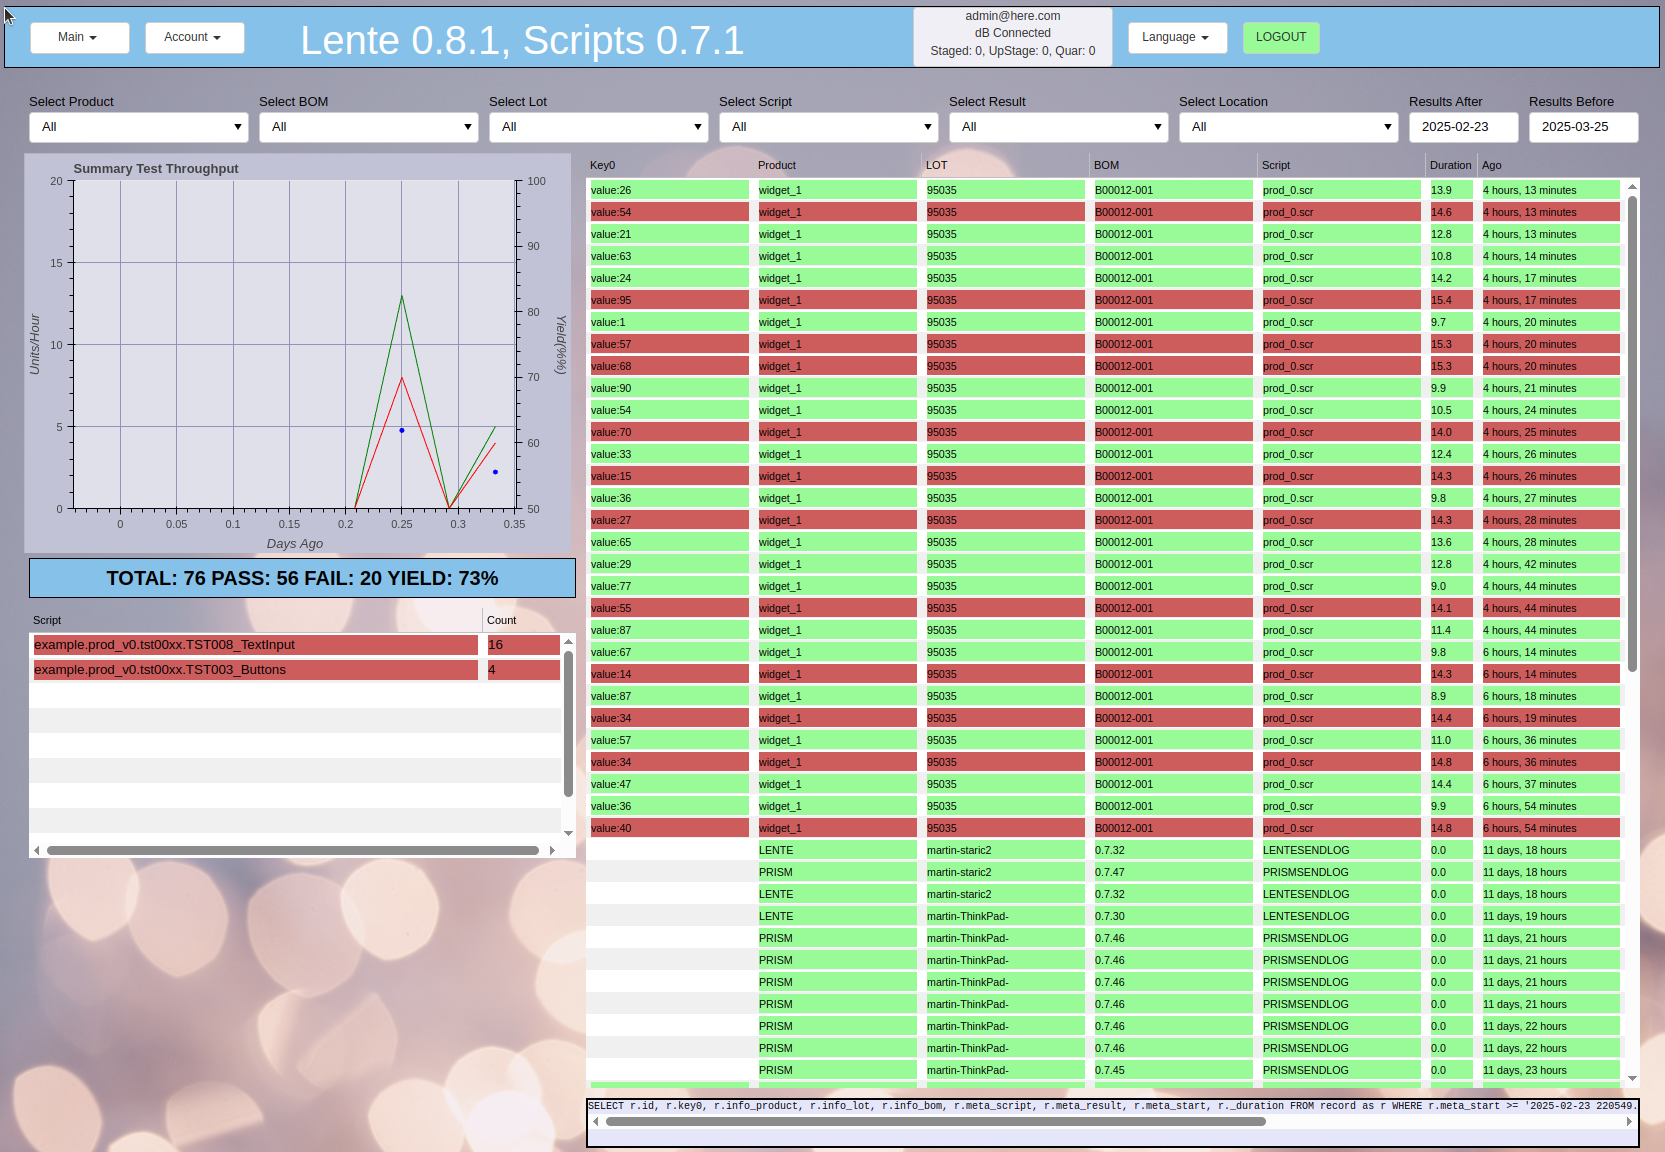 Main
Account
Lente 0.8.1, Scripts 0.7.1
admin@here.com
dB Connected
Staged: 0, UpStage: 0, Quar: 0
Language
LOGOUT
Select Product
Select BOM
Select Lot
Select Script
Select Result
Select Location
Results After
Results Before
All
All
All
All
All
All
2025-02-23
2025-03-25
Summary Test Throughput
20
15
10
5
0
Units/Hour
100
90
80
70
60
50
Yield(%%)
0 0.05 0.1 0.15 0.2 0.25 0.3 0.35
Days Ago
TOTAL: 76 PASS: 56 FAIL: 20 YIELD: 73%
Script Count
example.prod_v0.tst00xx.TST008_TextInput 16
example.prod_v0.tst00xx.TST003_Buttons 4
Key0 Product LOT BOM Script Duration Ago
value:26 widget_1 95035 B00012-001 prod_0.scr 13.9 4 hours, 13 minutes
value:54 widget_1 95035 B00012-001 prod_0.scr 14.6 4 hours, 13 minutes
value:21 widget_1 95035 B00012-001 prod_0.scr 12.8 4 hours, 13 minutes
value:63 widget_1 95035 B00012-001 prod_0.scr 10.8 4 hours, 14 minutes
value:24 widget_1 95035 B00012-001 prod_0.scr 14.2 4 hours, 17 minutes
value:95 widget_1 95035 B00012-001 prod_0.scr 15.4 4 hours, 17 minutes
value:1 widget_1 95035 B00012-001 prod_0.scr 9.7 4 hours, 20 minutes
value:57 widget_1 95035 B00012-001 prod_0.scr 15.3 4 hours, 20 minutes
value:68 widget_1 95035 B00012-001 prod_0.scr 15.3 4 hours, 20 minutes
value:90 widget_1 95035 B00012-001 prod_0.scr 9.9 4 hours, 21 minutes
value:54 widget_1 95035 B00012-001 prod_0.scr 10.5 4 hours, 24 minutes
value:70 widget_1 95035 B00012-001 prod_0.scr 14.0 4 hours, 25 minutes
value:33 widget_1 95035 B00012-001 prod_0.scr 12.4 4 hours, 26 minutes
value:15 widget_1 95035 B00012-001 prod_0.scr 14.3 4 hours, 26 minutes
value:36 widget_1 95035 B00012-001 prod_0.scr 9.8 4 hours, 27 minutes
value:27 widget_1 95035 B00012-001 prod_0.scr 14.3 4 hours, 28 minutes
value:65 widget_1 95035 B00012-001 prod_0.scr 13.6 4 hours, 28 minutes
value:29 widget_1 95035 B00012-001 prod_0.scr 12.8 4 hours, 42 minutes
value:77 widget_1 95035 B00012-001 prod_0.scr 9.0 4 hours, 44 minutes
value:55 widget_1 95035 B00012-001 prod_0.scr 14.1 4 hours, 44 minutes
value:87 widget_1 95035 B00012-001 prod_0.scr 11.4 4 hours, 44 minutes
value:67 widget_1 95035 B00012-001 prod_0.scr 9.8 6 hours, 14 minutes
value:14 widget_1 95035 B00012-001 prod_0.scr 14.3 6 hours, 14 minutes
value:87 widget_1 95035 B00012-001 prod_0.scr 8.9 6 hours, 18 minutes
value:34 widget_1 95035 B00012-001 prod_0.scr 14.4 6 hours, 19 minutes
value:57 widget_1 95035 B00012-001 prod_0.scr 11.0 6 hours, 36 minutes
value:34 widget_1 95035 B00012-001 prod_0.scr 14.8 6 hours, 36 minutes
value:47 widget_1 95035 B00012-001 prod_0.scr 14.4 6 hours, 37 minutes
value:36 widget_1 95035 B00012-001 prod_0.scr 9.9 6 hours, 54 minutes
value:40 widget_1 95035 B00012-001 prod_0.scr 14.8 6 hours, 54 minutes
LENTE martin-staric2 0.7.32 LENTESENDLOG 0.0 11 days, 18 hours
PRISM martin-staric2 0.7.47 PRISMSENDLOG 0.0 11 days, 18 hours
LENTE martin-staric2 0.7.32 LENTESENDLOG 0.0 11 days, 18 hours
LENTE martin-ThinkPad- 0.7.30 LENTESENDLOG 0.0 11 days, 19 hours
PRISM martin-ThinkPad- 0.7.46 PRISMSENDLOG 0.0 11 days, 21 hours
PRISM martin-ThinkPad- 0.7.46 PRISMSENDLOG 0.0 11 days, 21 hours
PRISM martin-ThinkPad- 0.7.46 PRISMSENDLOG 0.0 11 days, 21 hours
PRISM martin-ThinkPad- 0.7.46 PRISMSENDLOG 0.0 11 days, 21 hours
PRISM martin-ThinkPad- 0.7.46 PRISMSENDLOG 0.0 11 days, 22 hours
PRISM martin-ThinkPad- 0.7.46 PRISMSENDLOG 0.0 11 days, 22 hours
PRISM martin-ThinkPad- 0.7.45 PRISMSENDLOG 0.0 11 days, 23 hours
SELECT r.id, r.key0, r.info_product, r.info_lot, r.info_bom, r.meta_script, r.meta_result, r.meta_start, r._duration FROM record as r WHERE r.meta_start >= '2025-02-23 220549.